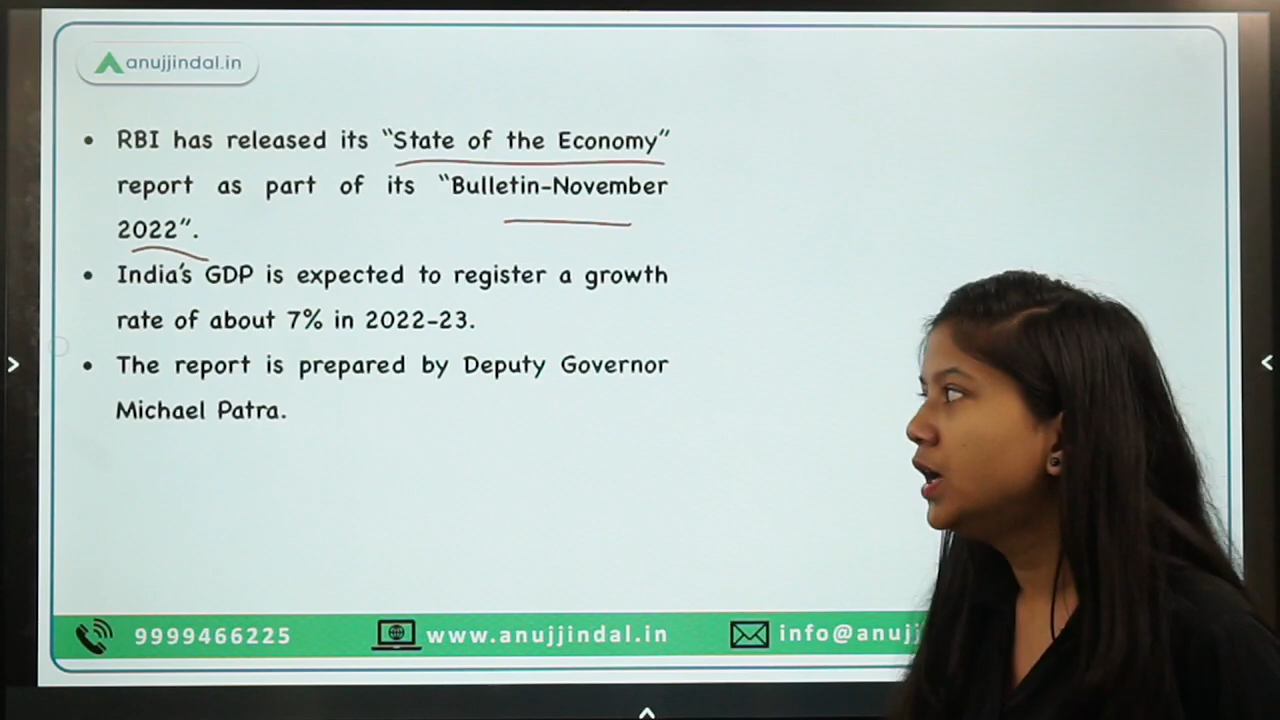 anujjindal.in
• RBI has released its “State of the Economy”
report as part of its “Bulletin-November
2022”.
• India’s GDP is expected to register a growth
rate of about 7% in 2022-23.
• The report is prepared by Deputy Governor
Michael Patra.
9999466225 www.anujjindal.in info@anujj